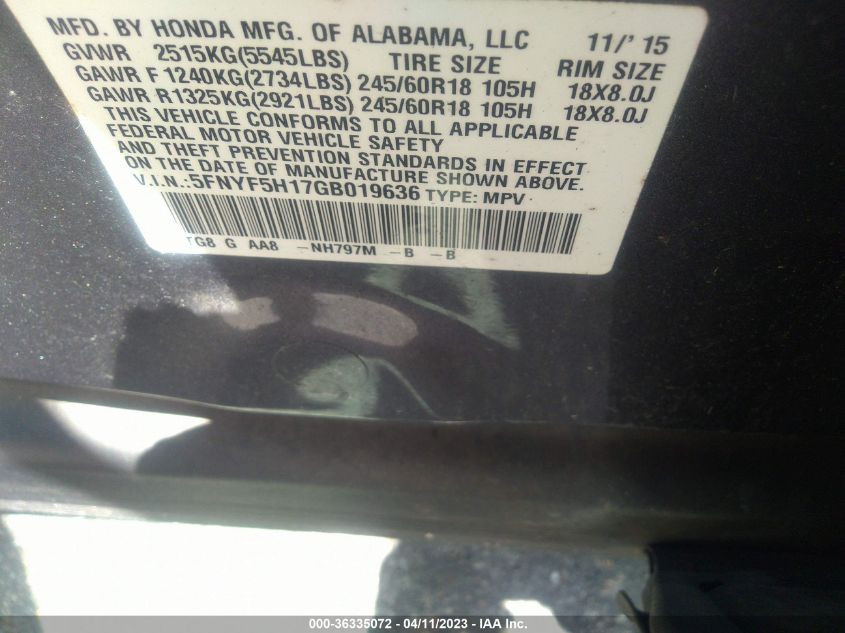 MFD. BY HONDA MFG. OF ALABAMA, LLC 11/' 15
GVWR 2515KG(5545LBS) TIRE SIZE RIM SIZE
GAWR F 1240KG(2734LBS) 245/60R18 105H 18X8.0J
GAWR R1325KG(2921LBS) 245/60R18 105H 18X8.0J
THIS VEHICLE CONFORMS TO ALL APPLICABLE
FEDERAL MOTOR VEHICLE SAFETY
AND THEFT PREVENTION STANDARDS IN EFFECT
ON THE DATE OF MANUFACTURE SHOWN ABOVE.
V.I.N.:5FNYF5H17GB019636 TYPE: MPV
TG8 G AA8 -NH797M -B -B
000-36335072 - 04/11/2023 - IAA Inc.